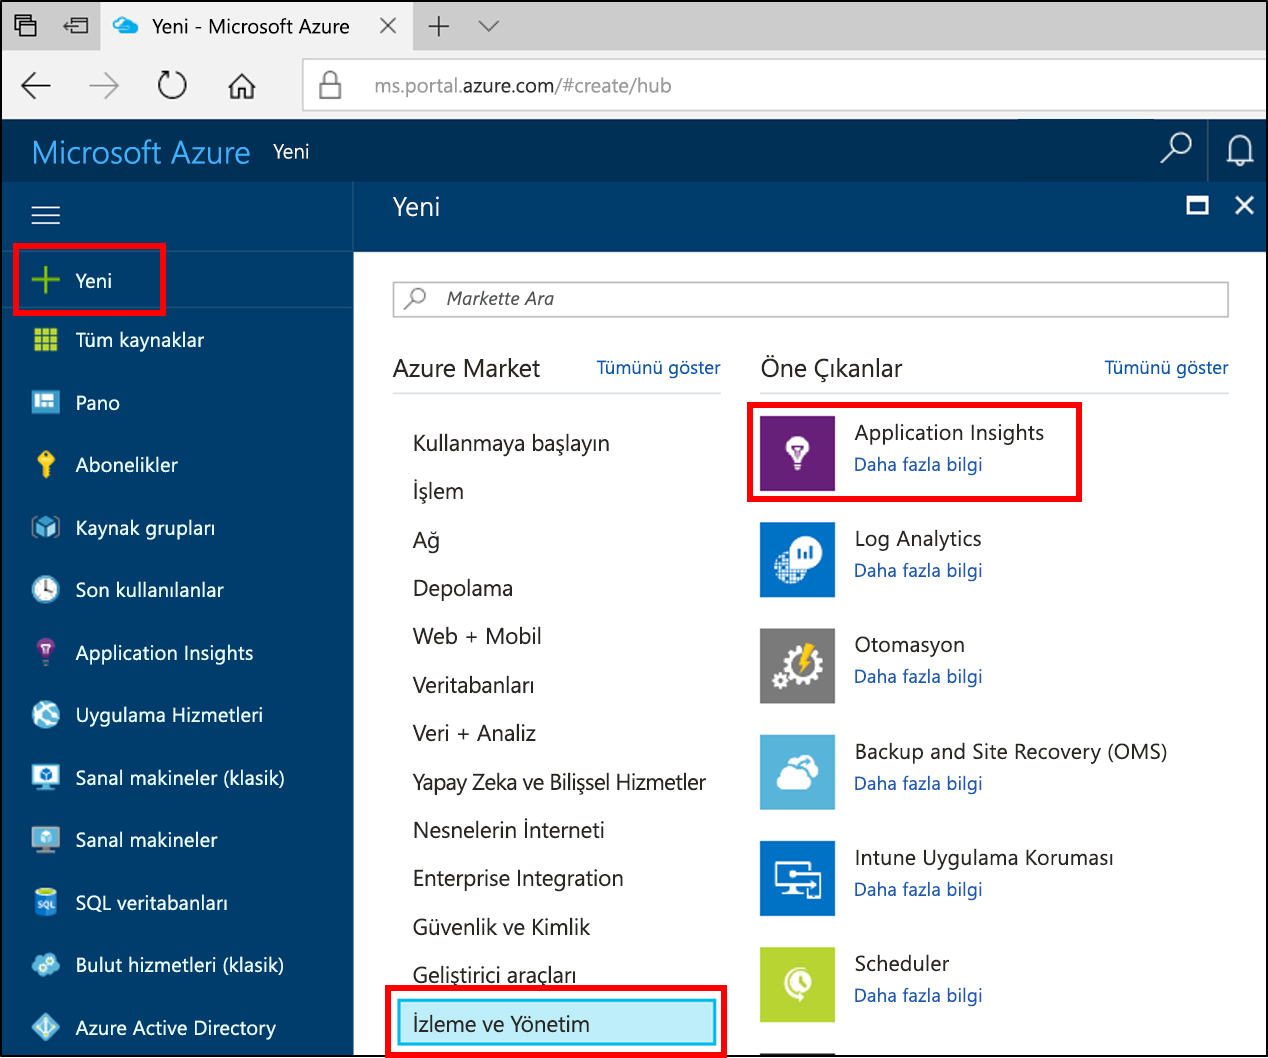 Yeni - Microsoft Azure
ms.portal.azure.com/#create/hub
Microsoft Azure Yeni
Yeni
Yeni
Tüm kaynaklar
Pano
Abonelikler
Kaynak grupları
Son kullanılanlar
Application Insights
Uygulama Hizmetleri
Sanal makineler (klasik)
Sanal makineler
SQL
SQL veritabanları
Bulut hizmetleri (klasik)
Azure Active Directory
Markette Ara
Azure Market Tümünü göster
Kullanmaya başlayın
İşlem
Ağ
Depolama
Web + Mobil
Veritabanları
Veri + Analiz
Yapay Zeka ve Bilişsel Hizmetler
Nesnelerin İnterneti
Enterprise Integration
Güvenlik ve Kimlik
Geliştirici araçları
İzleme ve Yönetim
Öne Çıkanlar Tümünü göster
Application Insights
Daha fazla bilgi
Log Analytics
Daha fazla bilgi
Otomasyon
Daha fazla bilgi
Backup and Site Recovery (OMS)
Daha fazla bilgi
Intune Uygulama Koruması
Daha fazla bilgi
Scheduler
Daha fazla bilgi